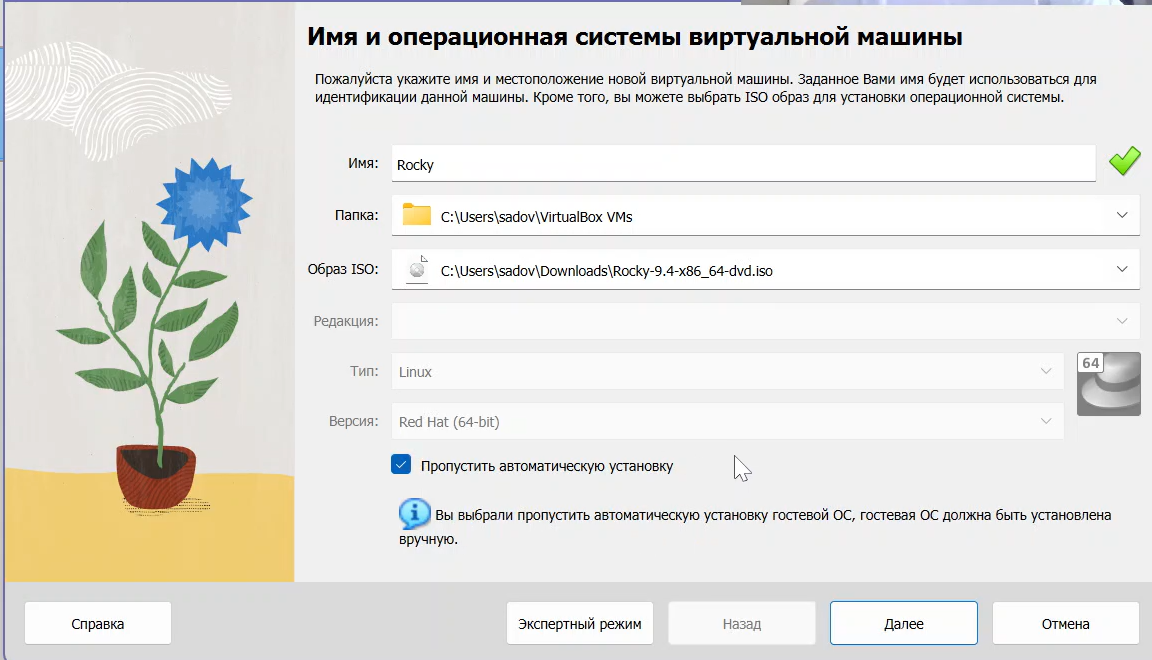 Имя и операционная системы виртуальной машины
Пожалуйста укажите имя и местоположение новой виртуальной машины. Заданное Вами имя будет использоваться для
идентификации данной машины. Кроме того, вы можете выбрать ISO образ для установки операционной системы.
Имя: Rocky
Папка: C:\Users\sadov\VirtualBox VMs
Образ ISO: C:\Users\sadov\Downloads\Rocky-9.4-x86_64-dvd.iso
Редакция:
Тип: Linux
64
Версия: Red Hat (64-bit)
Пропустить автоматическую установку
Вы выбрали пропустить автоматическую установку гостевой ОС, гостевая ОС должна быть установлена
вручную.
Справка Экспертный режим Назад Далее Отмена